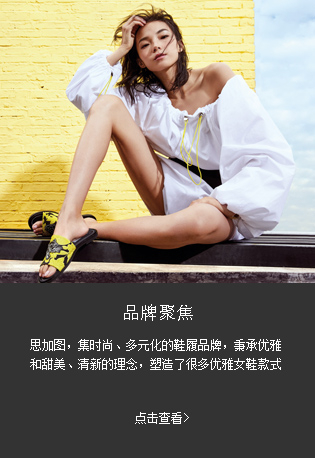 品牌聚焦
思加图，集时尚、多元化的鞋履品牌，秉承优雅
和甜美、清新的理念，塑造了很多优雅女鞋款式
点击查看>